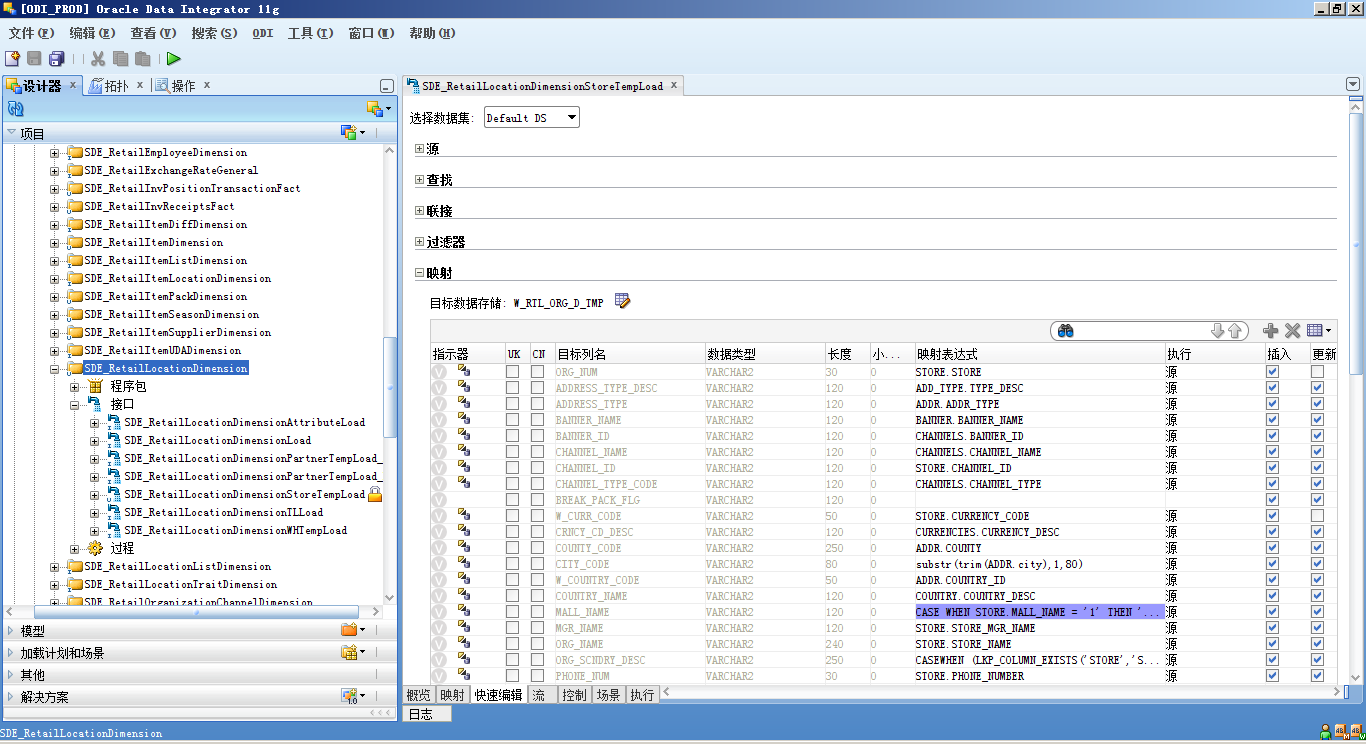 [ODI_PROD] Oracle Data Integrator 11g
文件(F) 编辑(E) 查看(V) 搜索(S) ODI 工具(T) 窗口(W) 帮助(H)
设计器 拓扑 操作
项目
SDE_RetailEmployeeDimension
SDE_RetailExchangeRateGeneral
SDE_RetailInvPositionTransactionFact
SDE_RetailInvReceiptsFact
SDE_RetailItemDiffDimension
SDE_RetailItemDimension
SDE_RetailItemListDimension
SDE_RetailItemLocationDimension
SDE_RetailItemPackDimension
SDE_RetailItemSeasonDimension
SDE_RetailItemSupplierDimension
SDE_RetailItemUDADimension
SDE_RetailLocationDimension
程序包
接口
SDE_RetailLocationDimensionAttributeLoad
SDE_RetailLocationDimensionLoad
SDE_RetailLocationDimensionPartnerTempLoad_
SDE_RetailLocationDimensionPartnerTempLoad_
SDE_RetailLocationDimensionStoreTempLoad
SDE_RetailLocationDimensionTLLoad
SDE_RetailLocationDimensionWHTempLoad
过程
SDE_RetailLocationListDimension
SDE_RetailLocationTraitDimension
SDE_RetailOrganizationChannelDimension
模型
加载计划和场景
其他
解决方案
SDE_RetailLocationDimensionStoreTempLoad
选择数据集: Default DS
源
查找
联接
过滤器
映射
目标数据存储: W_RTL_ORG_D_TMP
指示器 UK CN 目标列名 数据类型 长度 小... 映射表达式 执行 插入 更新
ORG_NUM VARCHAR2 30 0 STORE.STORE 源
ADDRESS_TYPE_DESC VARCHAR2 120 0 ADD_TYPE.TYPE_DESC 源
ADDRESS_TYPE VARCHAR2 120 0 ADDR.ADDR_TYPE 源
BANNER_NAME VARCHAR2 120 0 BANNER.BANNER_NAME 源
BANNER_ID VARCHAR2 120 0 CHANNELS.BANNER_ID 源
CHANNEL_NAME VARCHAR2 120 0 CHANNELS.CHANNEL_NAME 源
CHANNEL_ID VARCHAR2 120 0 STORE.CHANNEL_ID 源
CHANNEL_TYPE_CODE VARCHAR2 120 0 CHANNELS.CHANNEL_TYPE 源
BREAK_PACK_FLG VARCHAR2 120 0
W_CURR_CODE VARCHAR2 50 0 STORE.CURRENCY_CODE 源
CRNCY_CD_DESC VARCHAR2 120 0 CURRENCIES.CURRENCY_DESC 源
COUNTY_CODE VARCHAR2 250 0 ADDR.COUNTY 源
CITY_CODE VARCHAR2 80 0 substr(trim(ADDR.city),1,80) 源
W_COUNTRY_CODE VARCHAR2 50 0 ADDR.COUNTRY_ID 源
COUNTRY_NAME VARCHAR2 120 0 COUNTRY.COUNTRY_DESC 源
MALL_NAME VARCHAR2 120 0 CASE WHEN STORE.MALL_NAME = '1' THEN '... 源
MGR_NAME VARCHAR2 120 0 STORE.STORE_MGR_NAME 源
ORG_NAME VARCHAR2 240 0 STORE.STORE_NAME 源
ORG_SCNDRY_DESC VARCHAR2 250 0 CASEWHEN (LKP_COLUMN_EXISTS('STORE','S... 源
PHONE_NUM VARCHAR2 30 0 STORE.PHONE_NUMBER 源
概览 映射 快速编辑 流 控制 场景 执行
日志
SDE_RetailLocationDimension